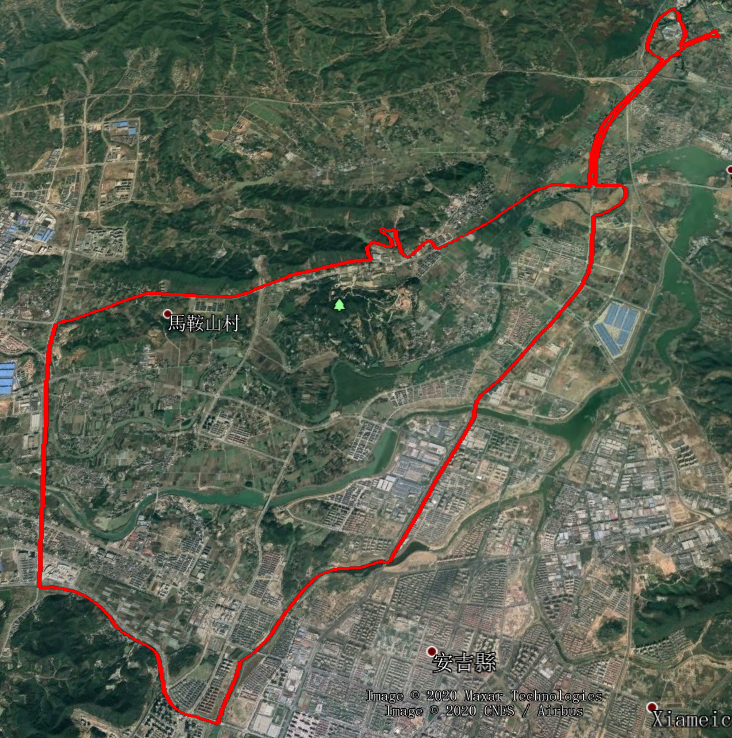 馬鞍山村
安吉縣
Image © 2020 Maxar Technologies
Image © 2020 CNES / Airbus
Xiameic